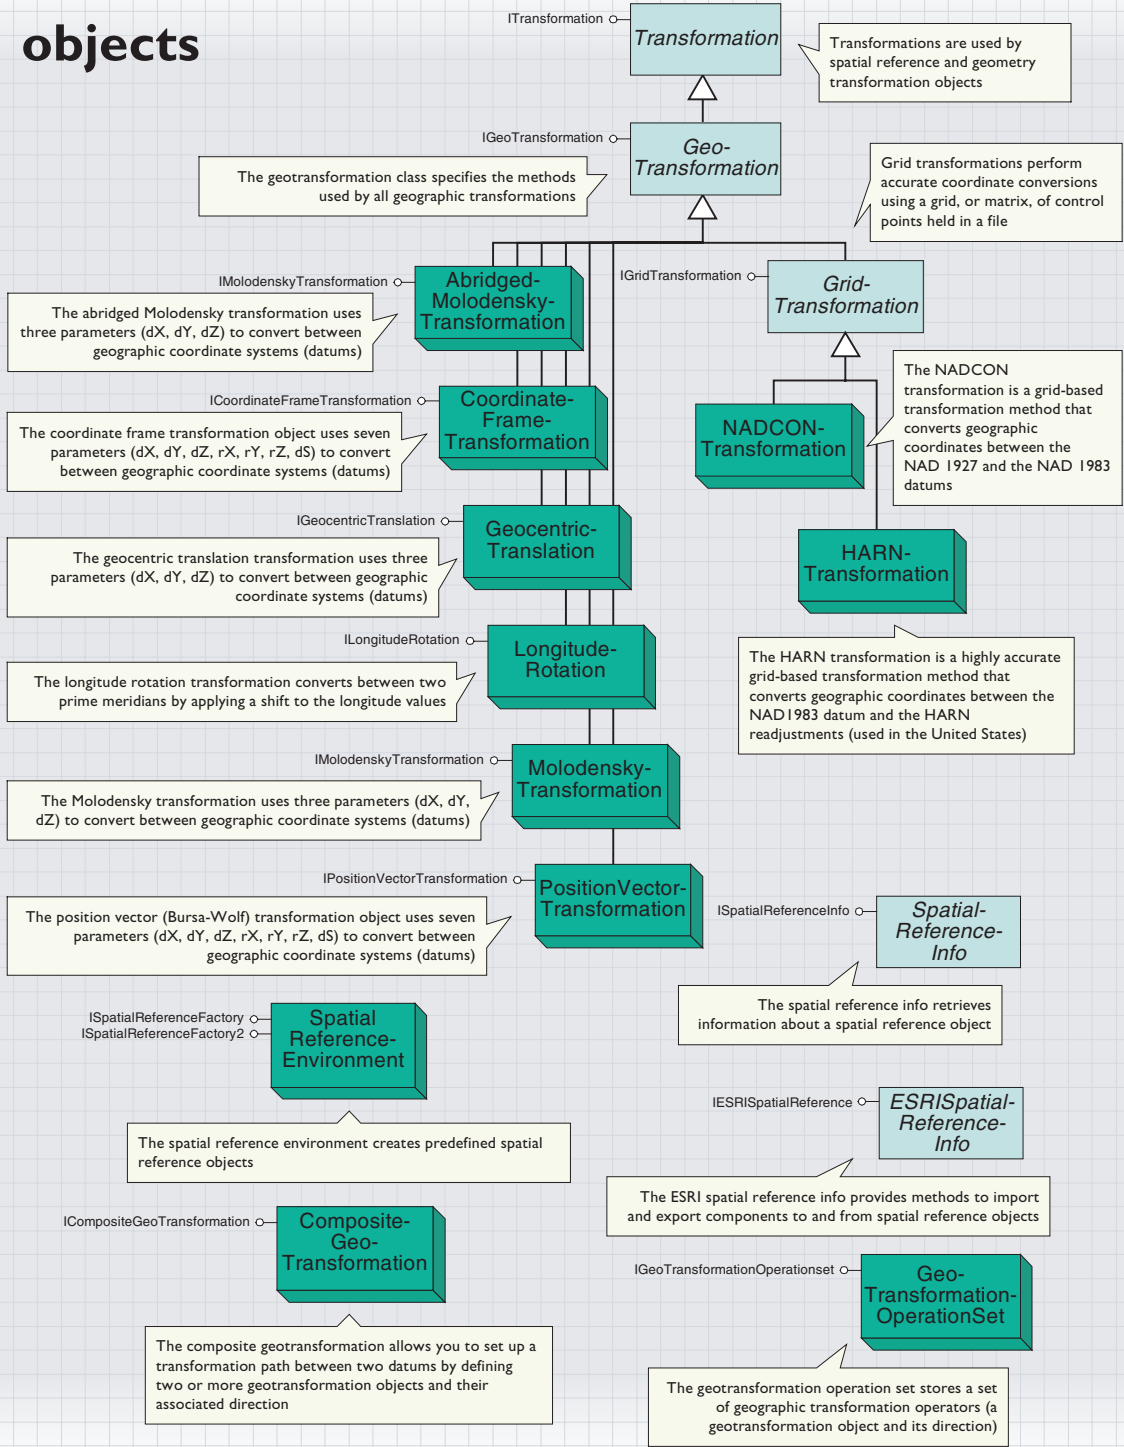 objects
ITransformation
Transformation
Transformations are used by
spatial reference and geometry
transformation objects
IGeoTransformation
Geo-
Transformation
The geotransformation class specifies the methods
used by all geographic transformations
Grid transformations perform
accurate coordinate conversions
using a grid, or matrix, of control
points held in a file
IMolodenskyTransformation
Abridged-
Molodensky-
Transformation
The abridged Molodensky transformation uses
three parameters (dX, dY, dZ) to convert between
geographic coordinate systems (datums)
IGridTransformation
Grid-
Transformation
The NADCON
transformation is a grid-based
transformation method that
converts geographic
coordinates between the
NAD 1927 and the NAD 1983
datums
ICoordinateFrameTransformation
Coordinate-
Frame-
Transformation
The coordinate frame transformation object uses seven
parameters (dX, dY, dZ, rX, rY, rZ, dS) to convert
between geographic coordinate systems (datums)
NADCON-
Transformation
IGeocentricTranslation
Geocentric-
Translation
The geocentric translation transformation uses three
parameters (dX, dY, dZ) to convert between geographic
coordinate systems (datums)
HARN-
Transformation
ILongitudeRotation
Longitude-
Rotation
The longitude rotation transformation converts between two
prime meridians by applying a shift to the longitude values
The HARN transformation is a highly accurate
grid-based transformation method that
converts geographic coordinates between the
NAD1983 datum and the HARN
readjustments (used in the United States)
IMolodenskyTransformation
Molodensky-
Transformation
The Molodensky transformation uses three parameters (dX, dY,
dZ) to convert between geographic coordinate systems (datums)
IPositionVectorTransformation
PositionVector-
Transformation
The position vector (Bursa-Wolf) transformation object uses seven
parameters (dX, dY, dZ, rX, rY, rZ, dS) to convert between
geographic coordinate systems (datums)
ISpatialReferenceInfo
Spatial-
Reference-
Info
The spatial reference info retrieves
information about a spatial reference object
ISpatialReferenceFactory
ISpatialReferenceFactory2
Spatial
Reference-
Environment
The spatial reference environment creates predefined spatial
reference objects
IESRISpatialReference
ESRISpatial-
Reference-
Info
The ESRI spatial reference info provides methods to import
and export components to and from spatial reference objects
ICompositeGeoTransformation
Composite-
Geo-
Transformation
The composite geotransformation allows you to set up a
transformation path between two datums by defining
two or more geotransformation objects and their
associated direction
IGeoTransformationOperationset
Geo-
Transformation-
OperationSet
The geotransformation operation set stores a set
of geographic transformation operators (a
geotransformation object and its direction)